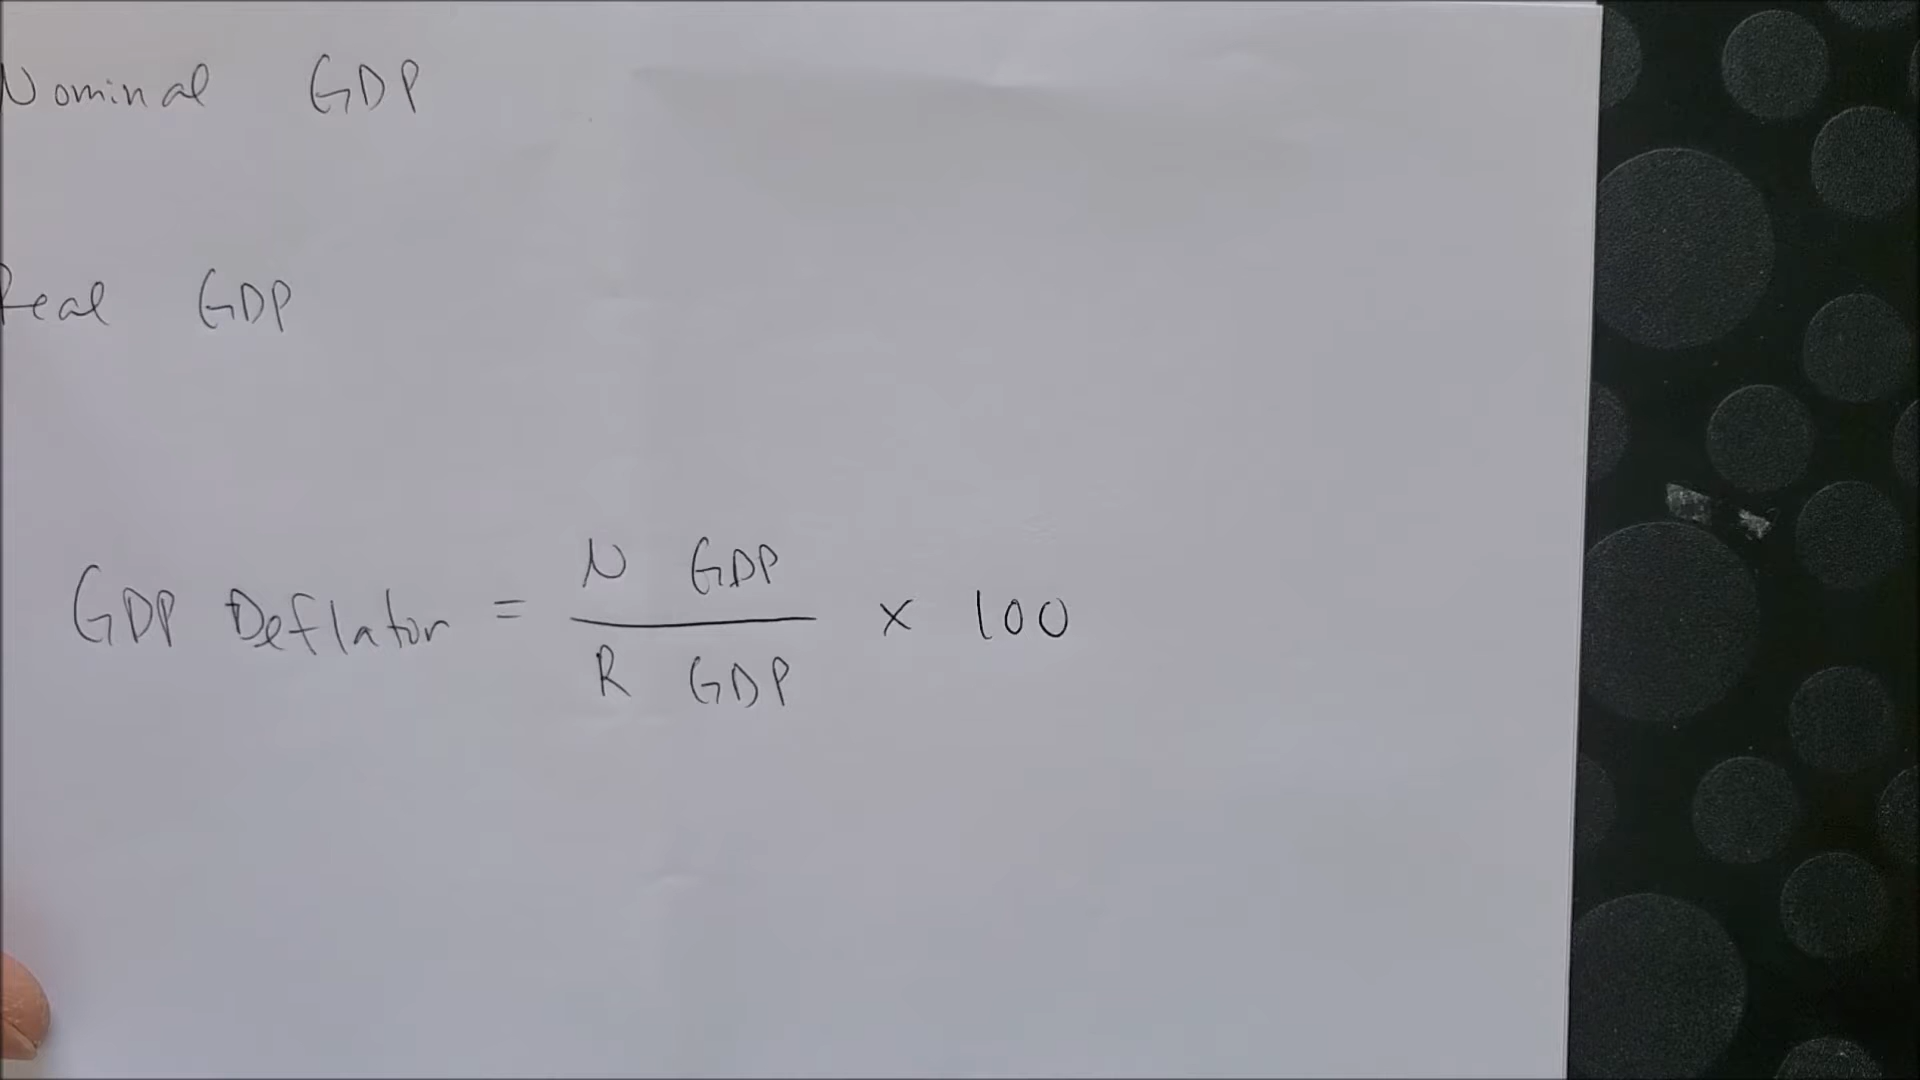 Nominal GDP
Real GDP
GDP Deflator = N GDP / R GDP × 100